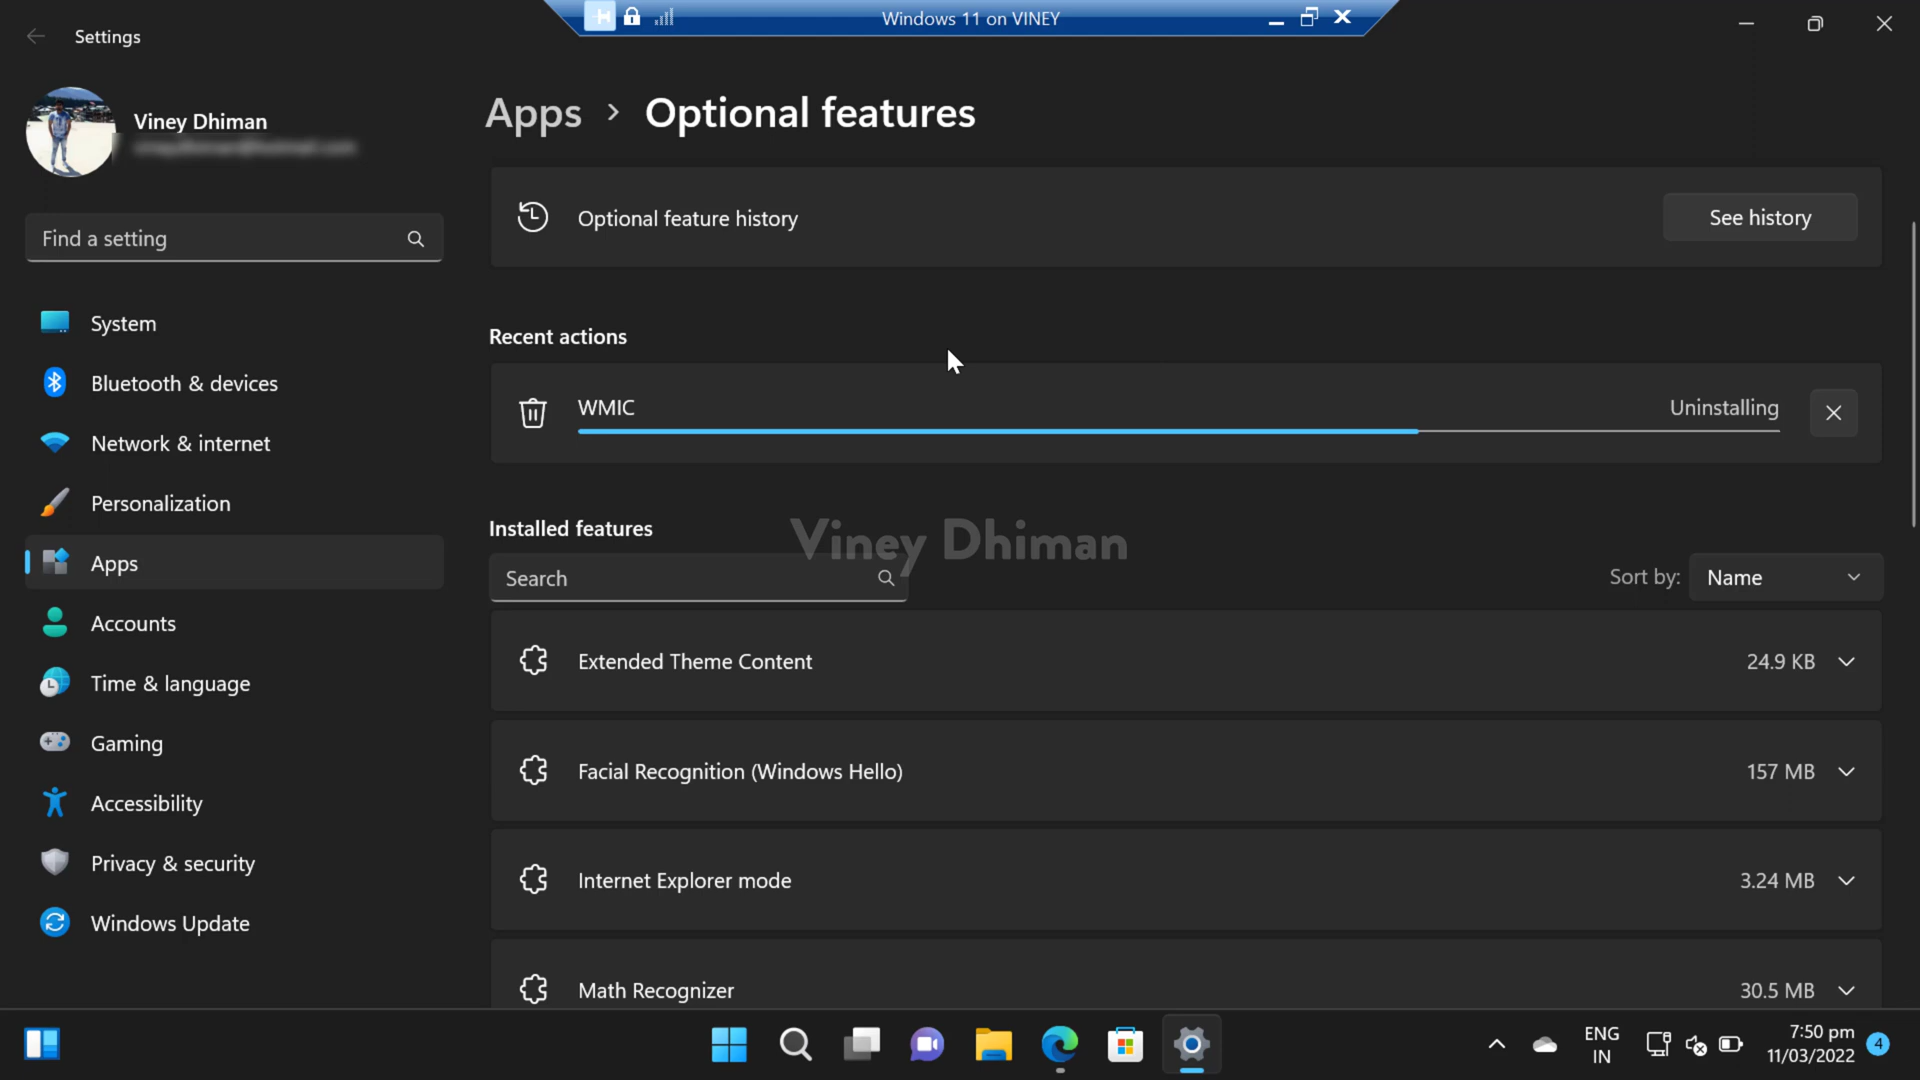 Windows 11 on VINEY
Settings
Viney Dhiman
Find a setting
System
Bluetooth & devices
Network & internet
Personalization
Apps
Accounts
Time & language
Gaming
Accessibility
Privacy & security
Windows Update
Apps > Optional features
Optional feature history
See history
Recent actions
WMIC
Uninstalling
Installed features
Viney Dhiman
Search
Sort by: Name
Extended Theme Content
24.9 KB
Facial Recognition (Windows Hello)
157 MB
Internet Explorer mode
3.24 MB
Math Recognizer
30.5 MB
ENG
IN
7:50 pm
11/03/2022
4